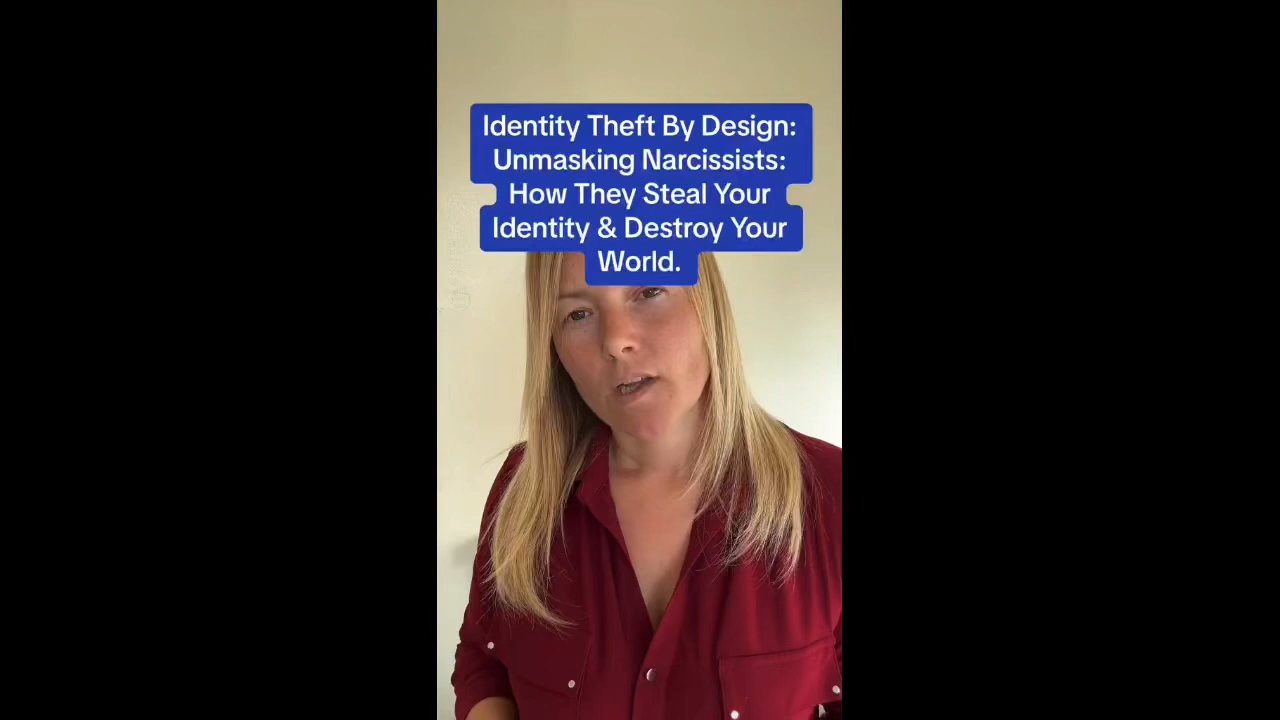 Identity Theft By Design:
Unmasking Narcissists:
How They Steal Your
Identity & Destroy Your
World.